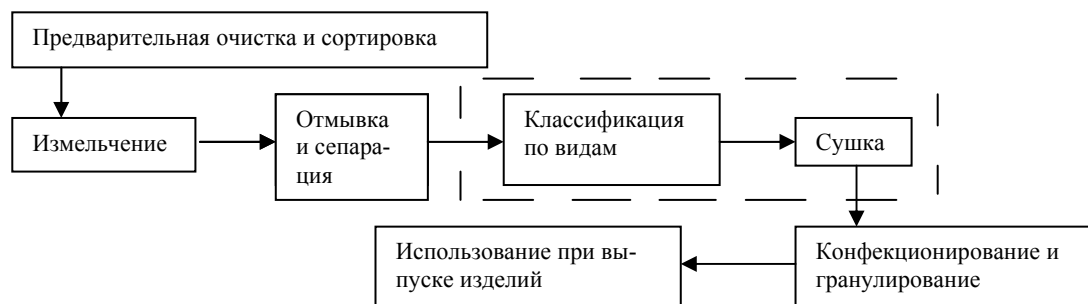 Предварительная очистка и сортировка
Измельчение
Отмывка
и сепара-
ция
Классификация
по видам
Сушка
Конфекционирование и
гранулирование
Использование при вы-
пуске изделий